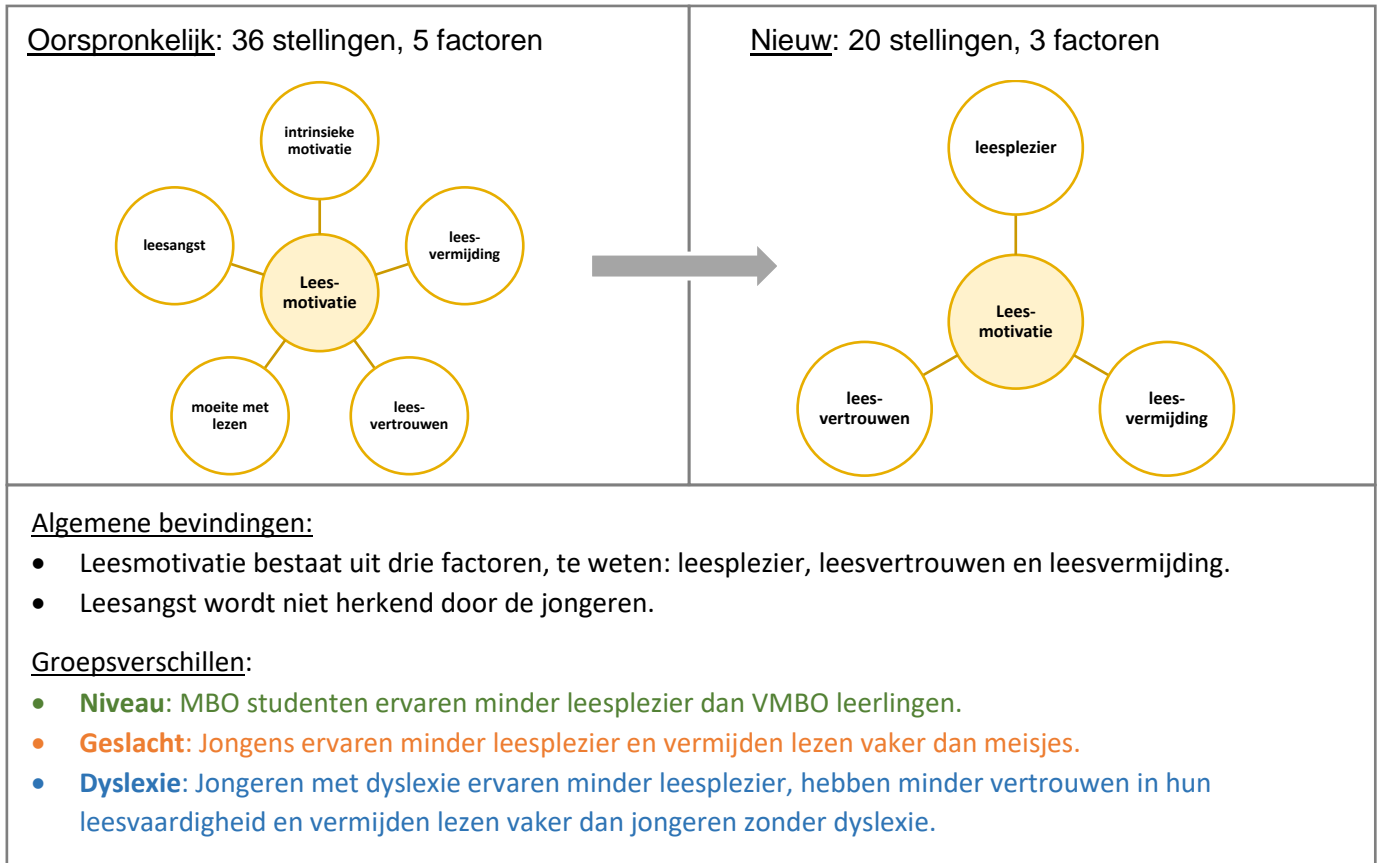 Oorspronkelijk: 36 stellingen, 5 factoren
intrinsieke
motivatie
leesangst
lees-
vermijding
Lees-
motivatie
moeite met
lezen
lees-
vertrouwen
Nieuw: 20 stellingen, 3 factoren
leesplezier
Lees-
motivatie
lees-
vertrouwen
lees-
vermijding
Algemene bevindingen:
• Leesmotivatie bestaat uit drie factoren, te weten: leesplezier, leesvertrouwen en leesvermijding.
• Leesangst wordt niet herkend door de jongeren.
Groepsverschillen:
• Niveau: MBO studenten ervaren minder leesplezier dan VMBO leerlingen.
• Geslacht: Jongens ervaren minder leesplezier en vermijden lezen vaker dan meisjes.
• Dyslexie: Jongeren met dyslexie ervaren minder leesplezier, hebben minder vertrouwen in hun
leesvaardigheid en vermijden lezen vaker dan jongeren zonder dyslexie.